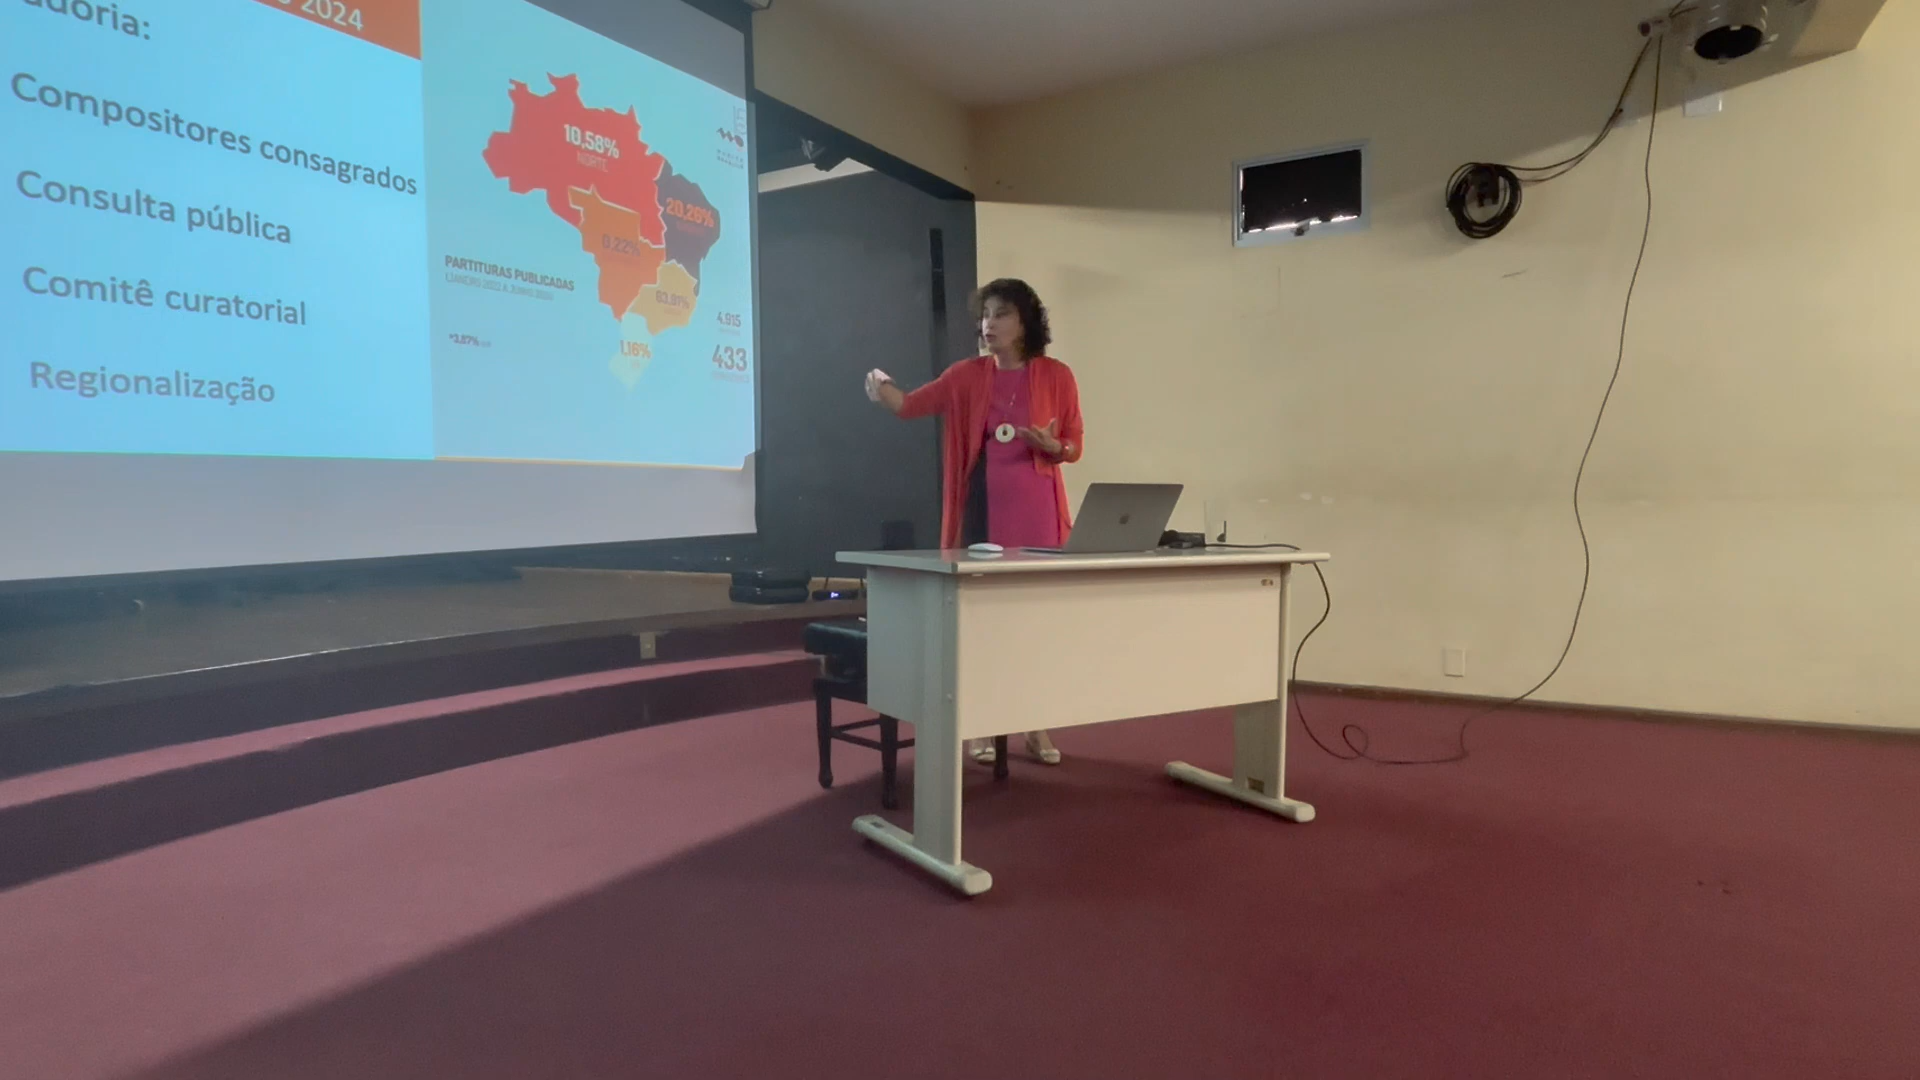 2024
adoria:
Compositores consagrados
Consulta pública
Comitê curatorial
Regionalização
10,58%
NORTE
20,26%
0,22%
63,91%
1,16%
PARTITURAS PUBLICADAS
4.915
433